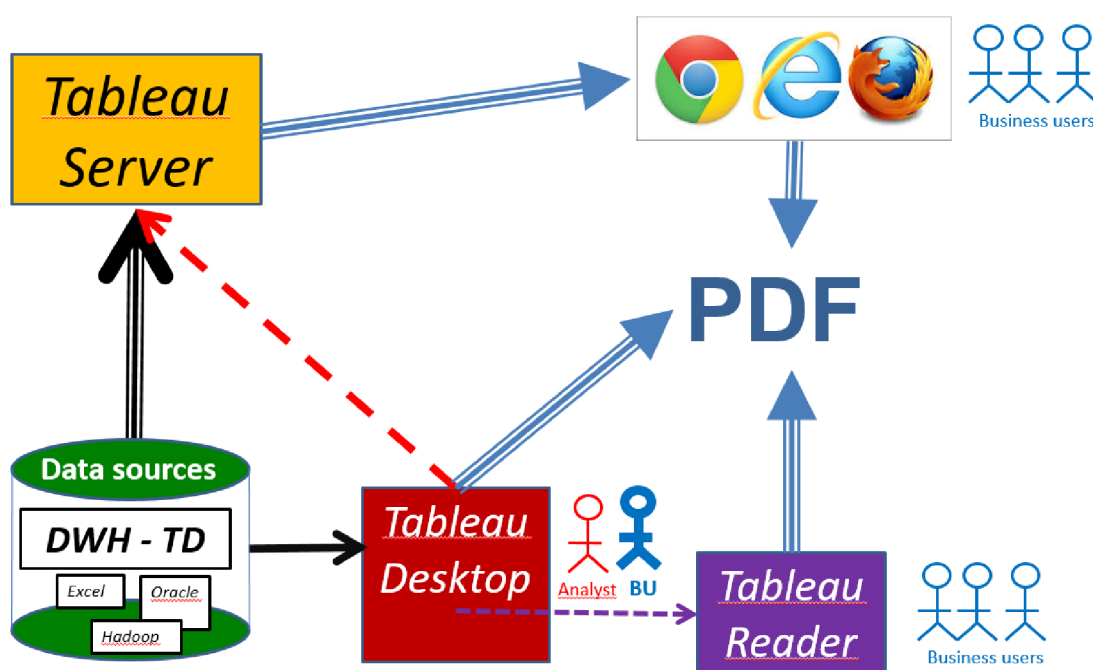 Tableau
Server
Business users
PDF
Data sources
DWH - TD
Excel
Oracle
Hadoop
Tableau
Desktop
Analyst
BU
Tableau
Reader
Business users